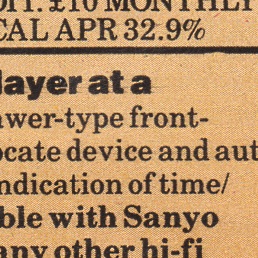 OIT. £10 MONTHLY
CAL APR 32.9%
layer at a
awer-type front-
ocate device and aut
ndication of time/
ble with Sanyo
any other hi-fi